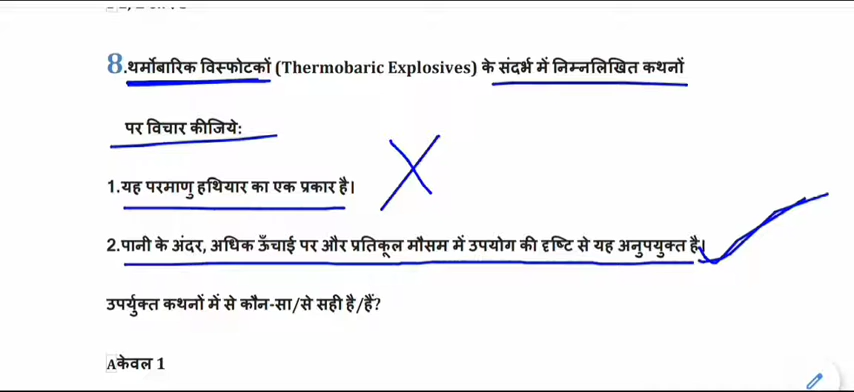 8.थर्मोबारिक विस्फोटकों (Thermobaric Explosives) के संदर्भ में निम्नलिखित कथनों
पर विचार कीजिये:
1.यह परमाणु हथियार का एक प्रकार है।
2.पानी के अंदर, अधिक ऊँचाई पर और प्रतिकूल मौसम में उपयोग की दृष्टि से यह अनुपयुक्त है।
उपर्युक्त कथनों में से कौन-सा/से सही है/हैं?
Aकेवल 1